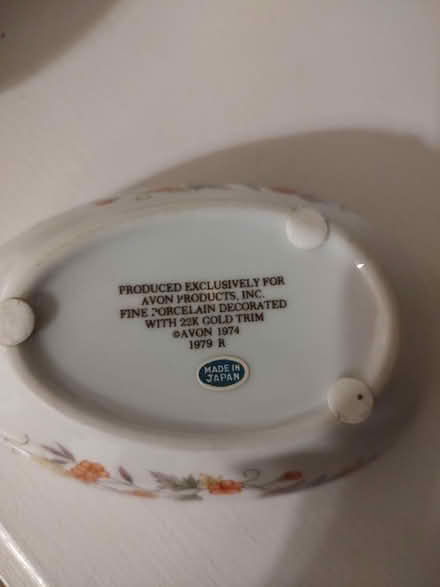 PRODUCED EXCLUSIVELY FOR
AVON PRODUCTS, INC.
FINE PORCELAIN DECORATED
WITH 22K GOLD TRIM
©AVON 1974
1979 R
MADE IN
JAPAN